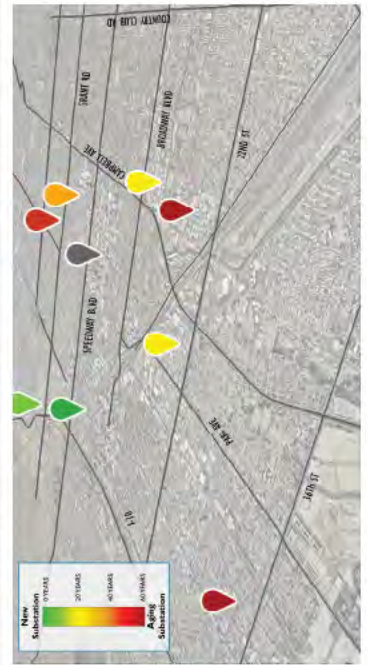 COUNTRY CLUB RD
GRANT RD
CAMPBELL AVE
BROADWAY BLVD
22ND ST
SPEEDWAY BLVD
PARK AVE
I-10
36TH ST
New
Substation
0 YEARS
20 YEARS
40 YEARS
60 YEARS
Aging
Substation